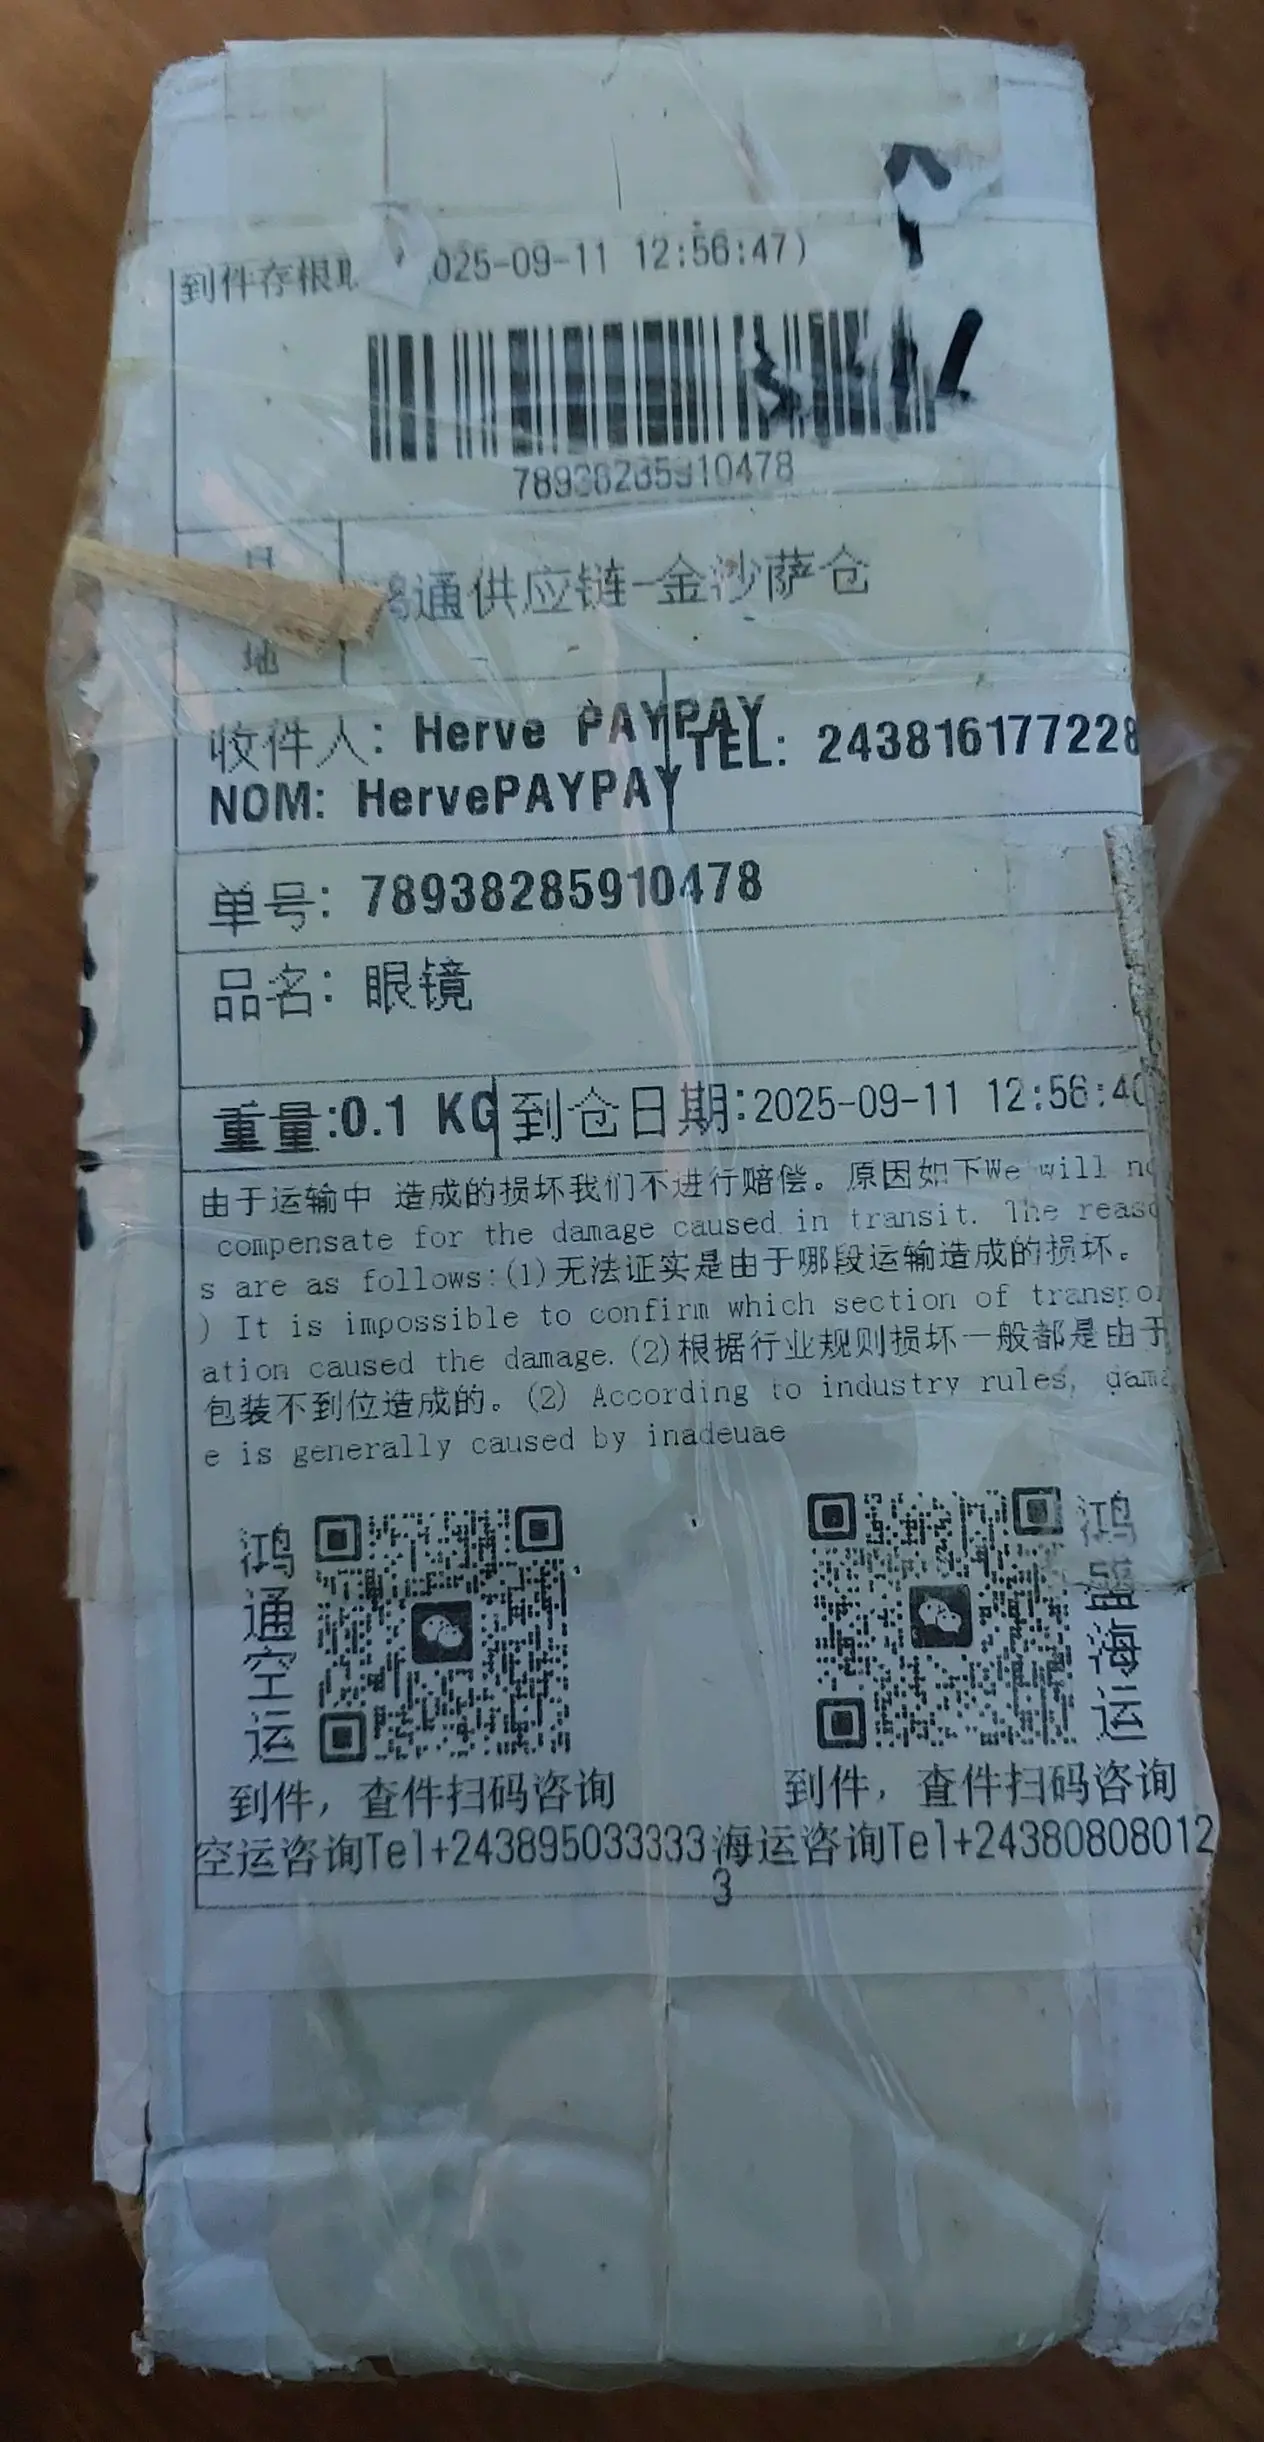 到件存根联 025-09-11 12:56:47)
78938285910478
目
地
鸿通供应链-金沙萨仓
收件人: Herve PAYPAY
TEL: 243816177228
NOM: HervePAYPAY
单号: 78938285910478
品名: 眼镜
重量:0.1 KG 到仓日期:2025-09-11 12:56:40
由于运输中 造成的损坏我们不进行赔偿。原因如下We will no
compensate for the damage caused in transit. The reaso
s are as follows:(1)无法证实是由于哪段运输造成的损坏。
) It is impossible to confirm which section of transpor
ation caused the damage.(2)根据行业规则损坏一般都是由于
包装不到位造成的。(2) According to industry rules, dama
e is generally caused by inadeuae
鸿通空运
鸿盛海运
到件, 查件扫码咨询
到件, 查件扫码咨询
空运咨询Tel+243895033333
海运咨询Tel+24380808012
3